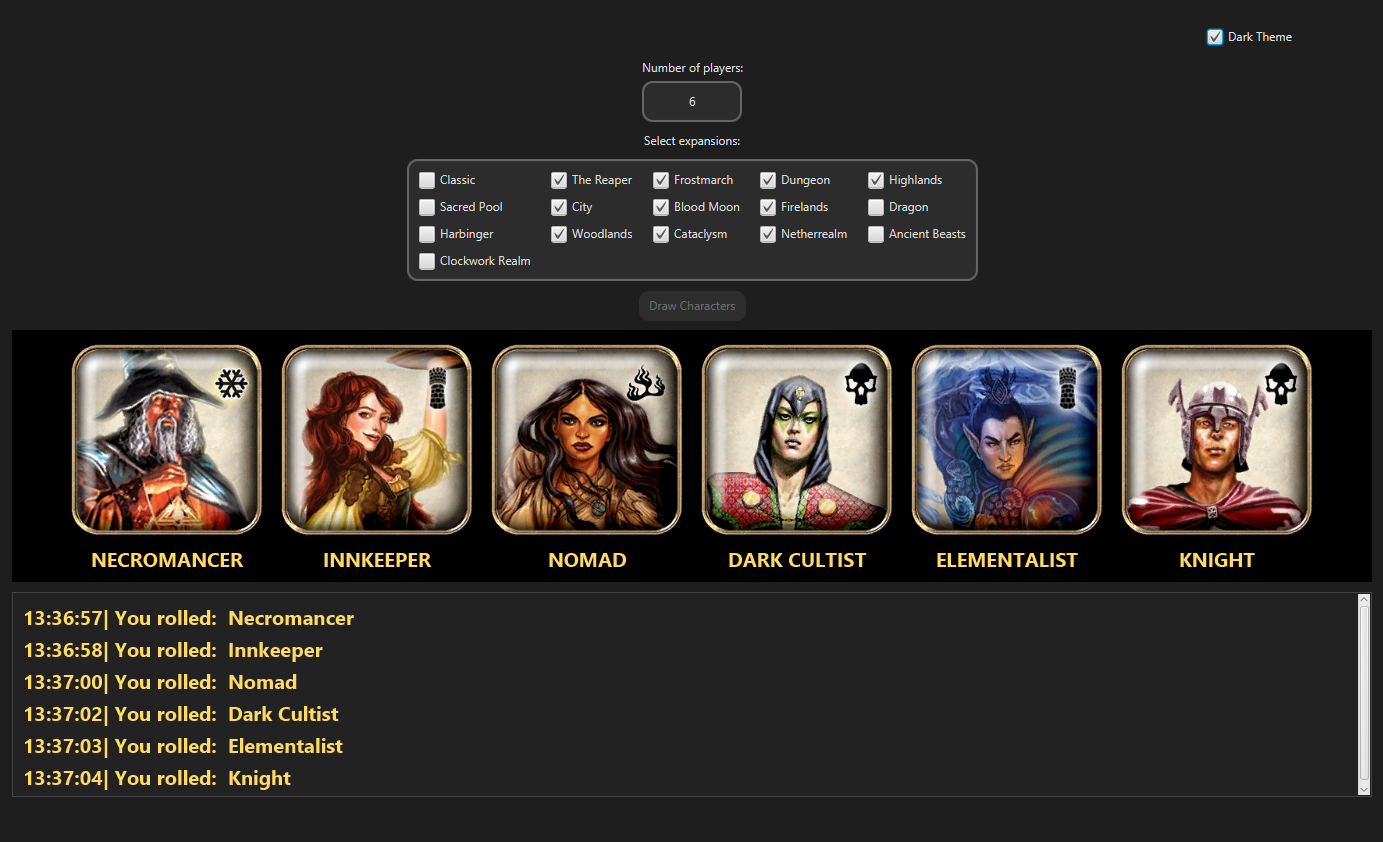 Dark Theme
Number of players:
6
Select expansions:
Classic The Reaper Frostmarch Dungeon Highlands
Sacred Pool City Blood Moon Firelands Dragon
Harbinger Woodlands Cataclysm Netherrealm Ancient Beasts
Clockwork Realm
Draw Characters
NECROMANCER INNKEEPER NOMAD DARK CULTIST ELEMENTALIST KNIGHT
13:36:57| You rolled:  Necromancer
13:36:58| You rolled:  Innkeeper
13:37:00| You rolled:  Nomad
13:37:02| You rolled:  Dark Cultist
13:37:03| You rolled:  Elementalist
13:37:04| You rolled:  Knight